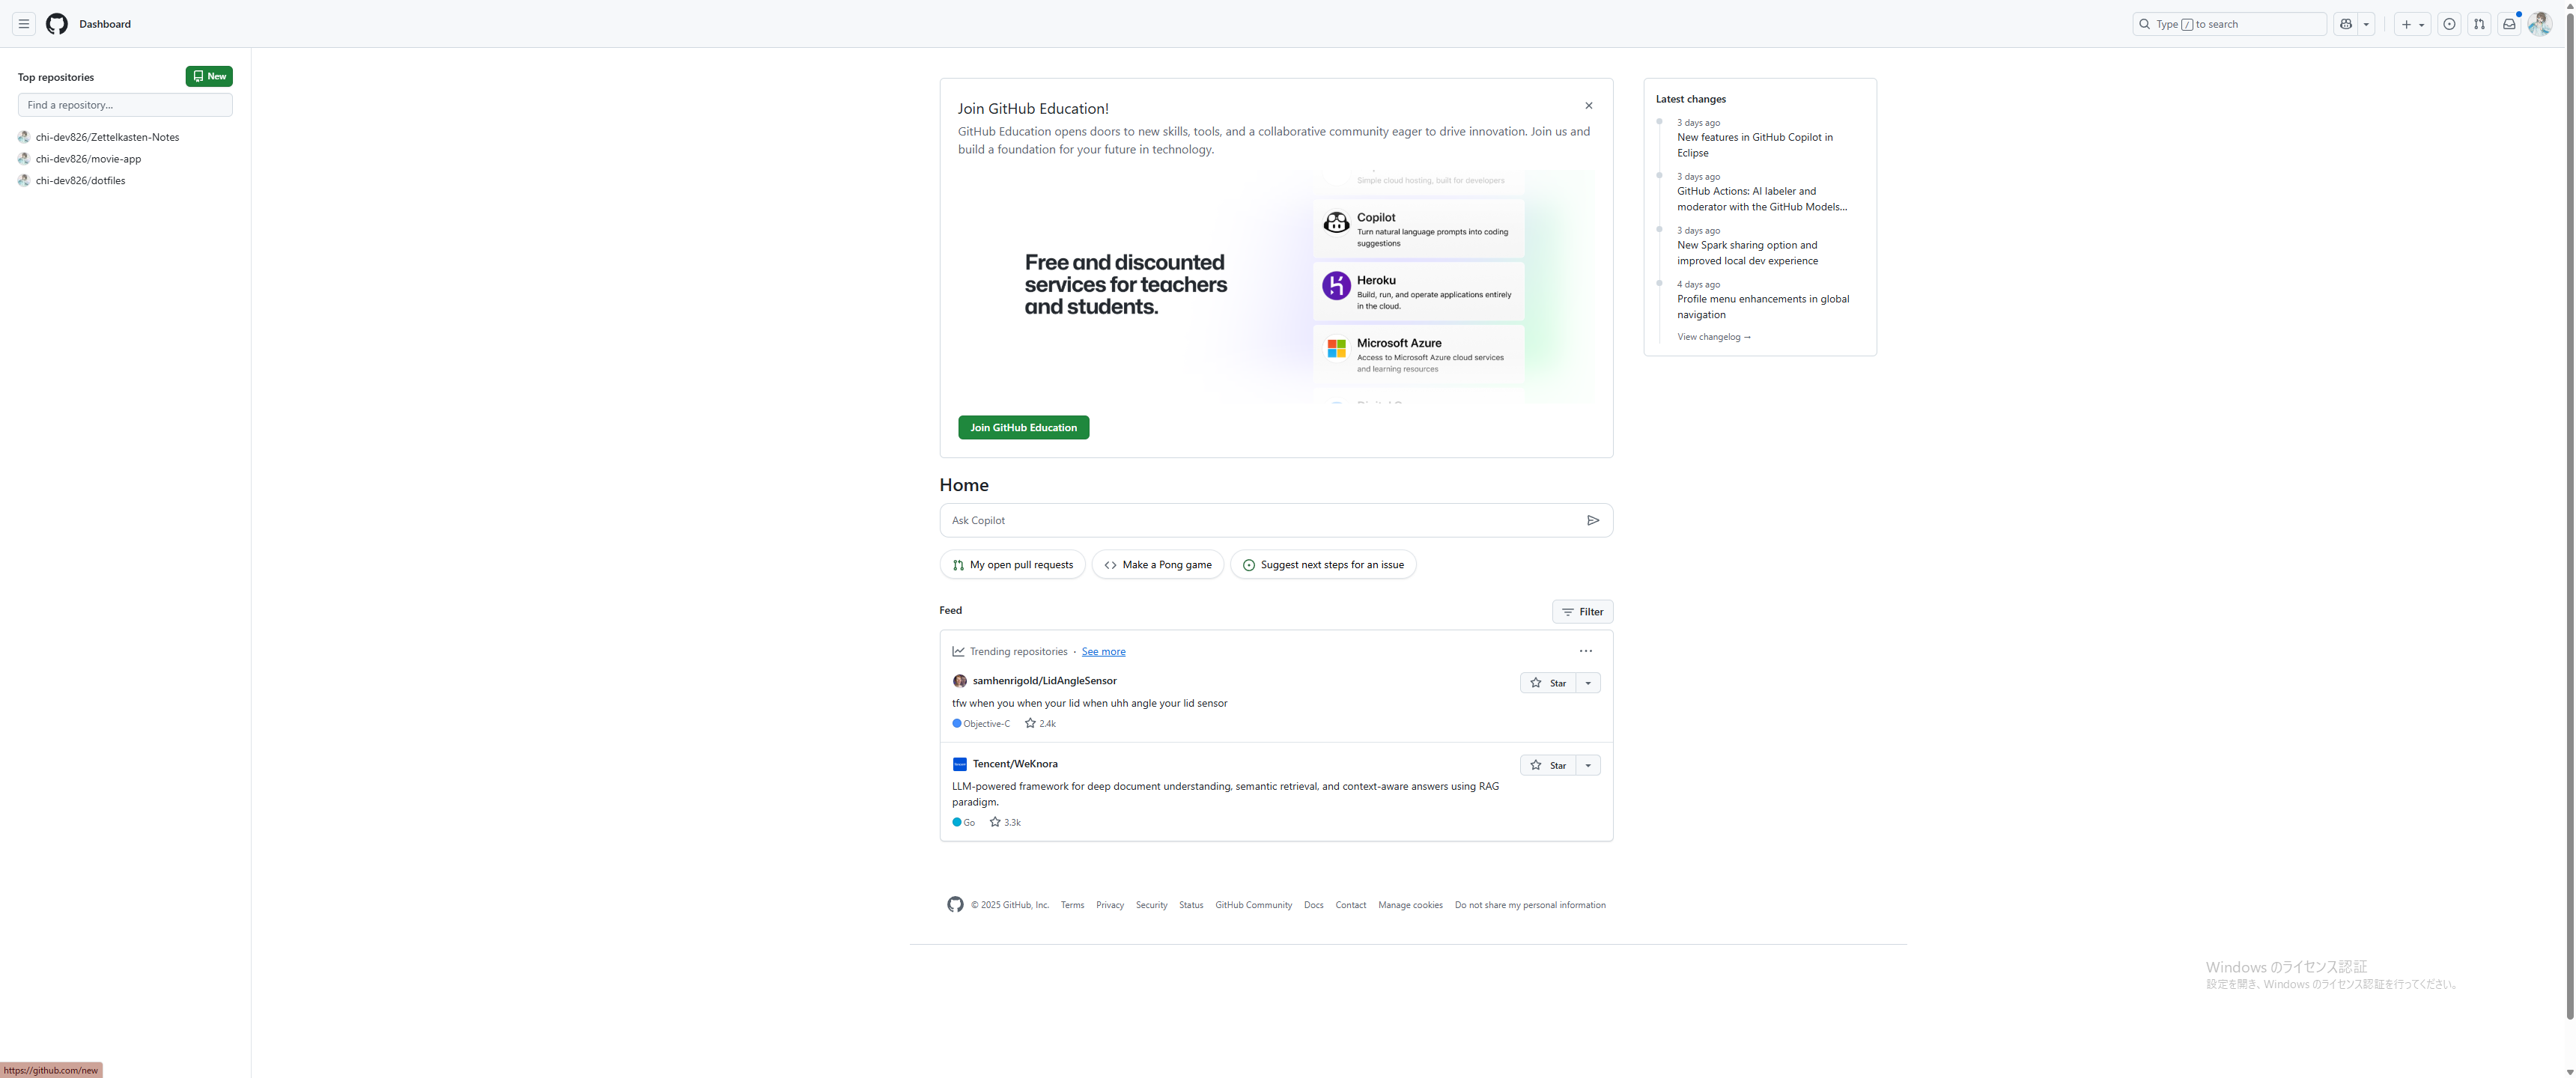 Dashboard
Type / to search
Top repositories
New
Find a repository...
chi-dev826/Zettelkasten-Notes
chi-dev826/movie-app
chi-dev826/dotfiles
Join GitHub Education!
GitHub Education opens doors to new skills, tools, and a collaborative community eager to drive innovation. Join us and
build a foundation for your future in technology.
Free and discounted
services for teachers
and students.
Simple cloud hosting, built for developers
Copilot
Turn natural language prompts into coding
suggestions
Heroku
Build, run, and operate applications entirely
in the cloud.
Microsoft Azure
Access to Microsoft Azure cloud services
and learning resources
Join GitHub Education
Home
Ask Copilot
My open pull requests
Make a Pong game
Suggest next steps for an issue
Feed
Filter
Trending repositories · See more
samhenrigold/LidAngleSensor
Star
tfw when you when your lid when uhh angle your lid sensor
Objective-C 2.4k
Tencent/WeKnora
Star
LLM-powered framework for deep document understanding, semantic retrieval, and context-aware answers using RAG
paradigm.
Go 3.3k
Latest changes
3 days ago
New features in GitHub Copilot in
Eclipse
3 days ago
GitHub Actions: AI labeler and
moderator with the GitHub Models...
3 days ago
New Spark sharing option and
improved local dev experience
4 days ago
Profile menu enhancements in global
navigation
View changelog →
© 2025 GitHub, Inc. Terms Privacy Security Status GitHub Community Docs Contact Manage cookies Do not share my personal information
Windows のライセンス認証
設定を開き、Windows のライセンス認証を行ってください。
https://github.com/new